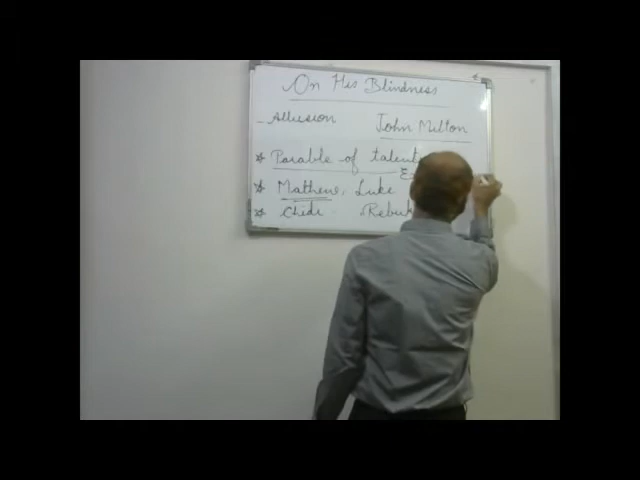 On His Blindness
- Allusion John Milton
* Parable of talent
* Mathew, Luke
* Chide Rebuk